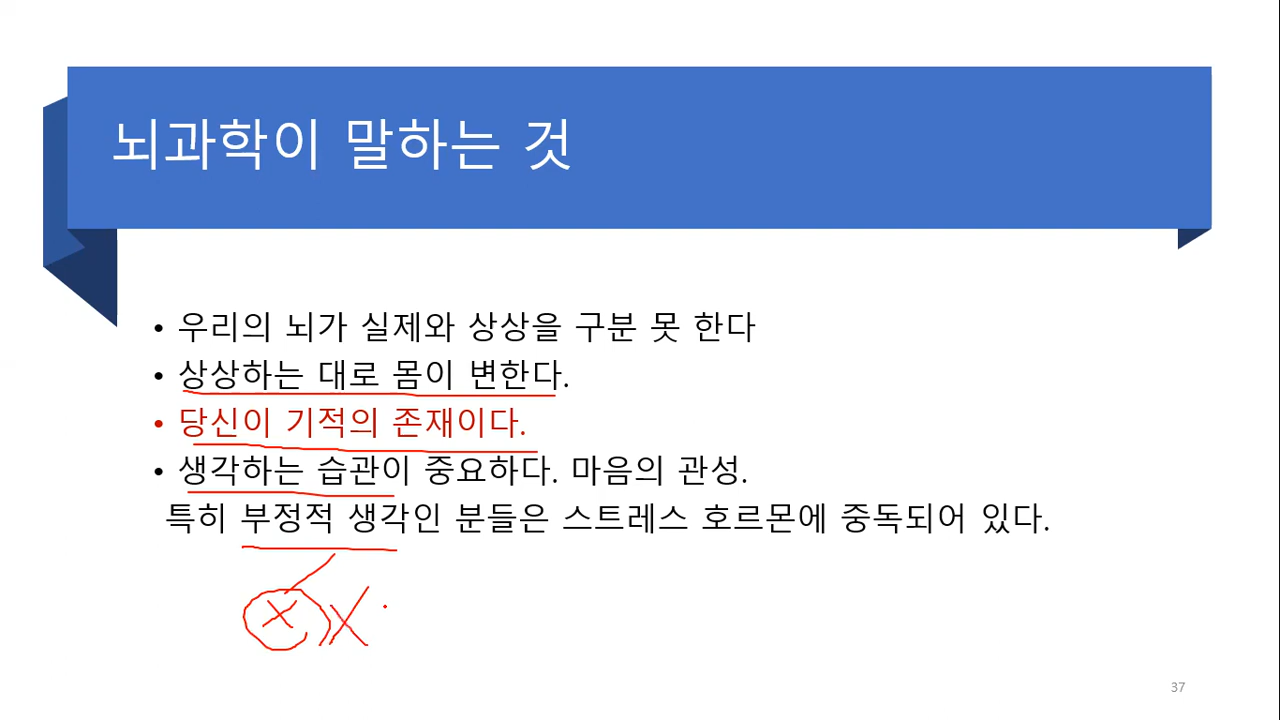 뇌과학이 말하는 것
• 우리의 뇌가 실제와 상상을 구분 못 한다
• 상상하는 대로 몸이 변한다.
• 당신이 기적의 존재이다.
• 생각하는 습관이 중요하다. 마음의 관성.
특히 부정적 생각인 분들은 스트레스 호르몬에 중독되어 있다.
37